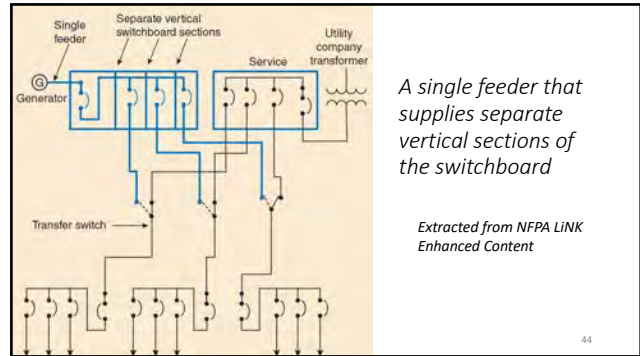 Single
feeder
Separate vertical
switchboard sections
Utility
company
transformer
Service
G
Generator
Transfer switch
A single feeder that
supplies separate
vertical sections of
the switchboard
Extracted from NFPA LiNK
Enhanced Content
44